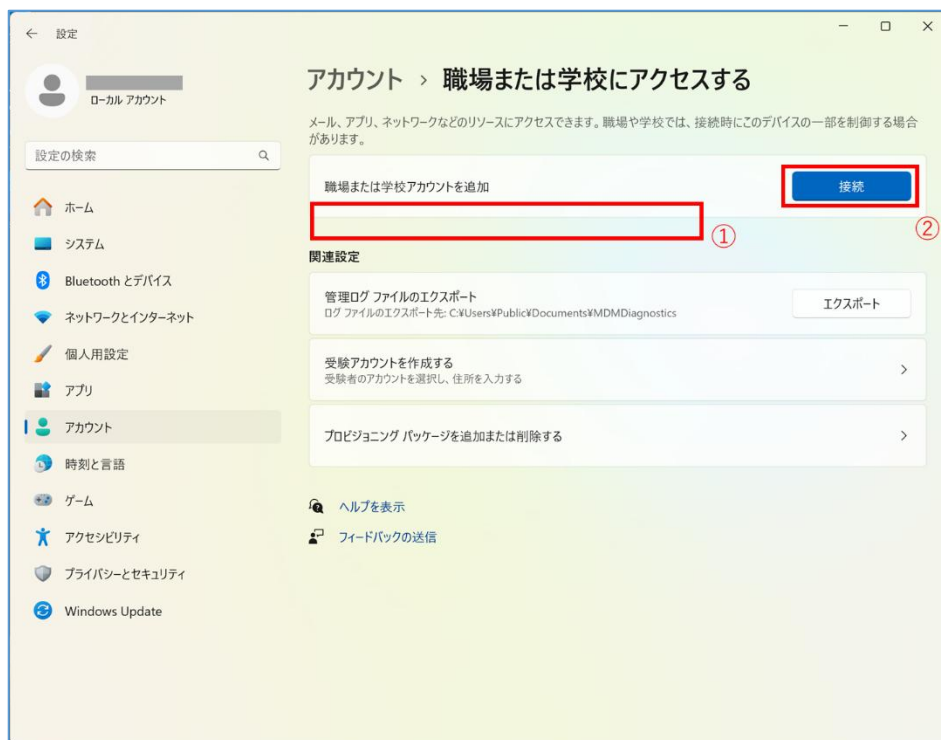 設定
ローカル アカウント
設定の検索
ホーム
システム
Bluetooth とデバイス
ネットワークとインターネット
個人用設定
アプリ
アカウント
時刻と言語
ゲーム
アクセシビリティ
プライバシーとセキュリティ
Windows Update
アカウント › 職場または学校にアクセスする
メール、アプリ、ネットワークなどのリソースにアクセスできます。職場や学校では、接続時にこのデバイスの一部を制御する場合
があります。
職場または学校アカウントを追加
接続
①
②
関連設定
管理ログ ファイルのエクスポート
ログ ファイルのエクスポート先: C:¥Users¥Public¥Documents¥MDMDiagnostics
エクスポート
受験アカウントを作成する
受験者のアカウントを選択し、住所を入力する
プロビジョニング パッケージを追加または削除する
ヘルプを表示
フィードバックの送信